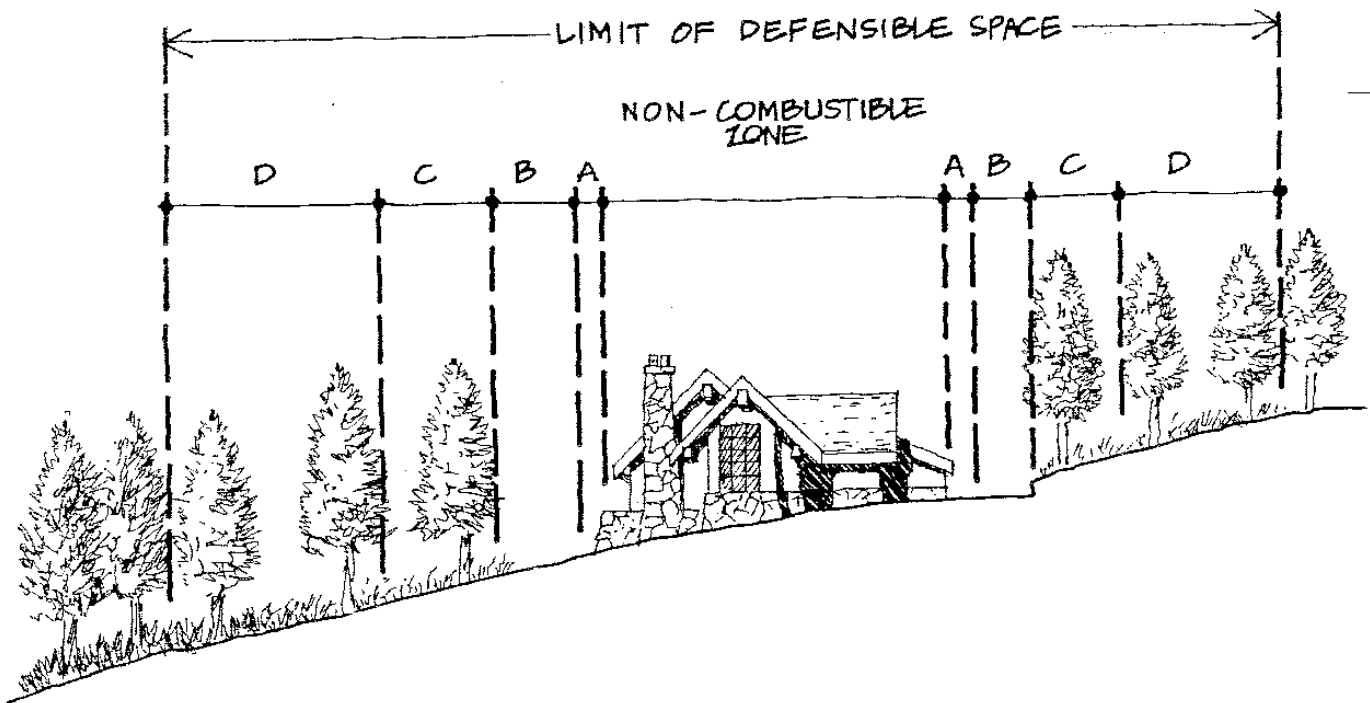 LIMIT OF DEFENSIBLE SPACE
NON-COMBUSTIBLE
ZONE
D C B A A B C D